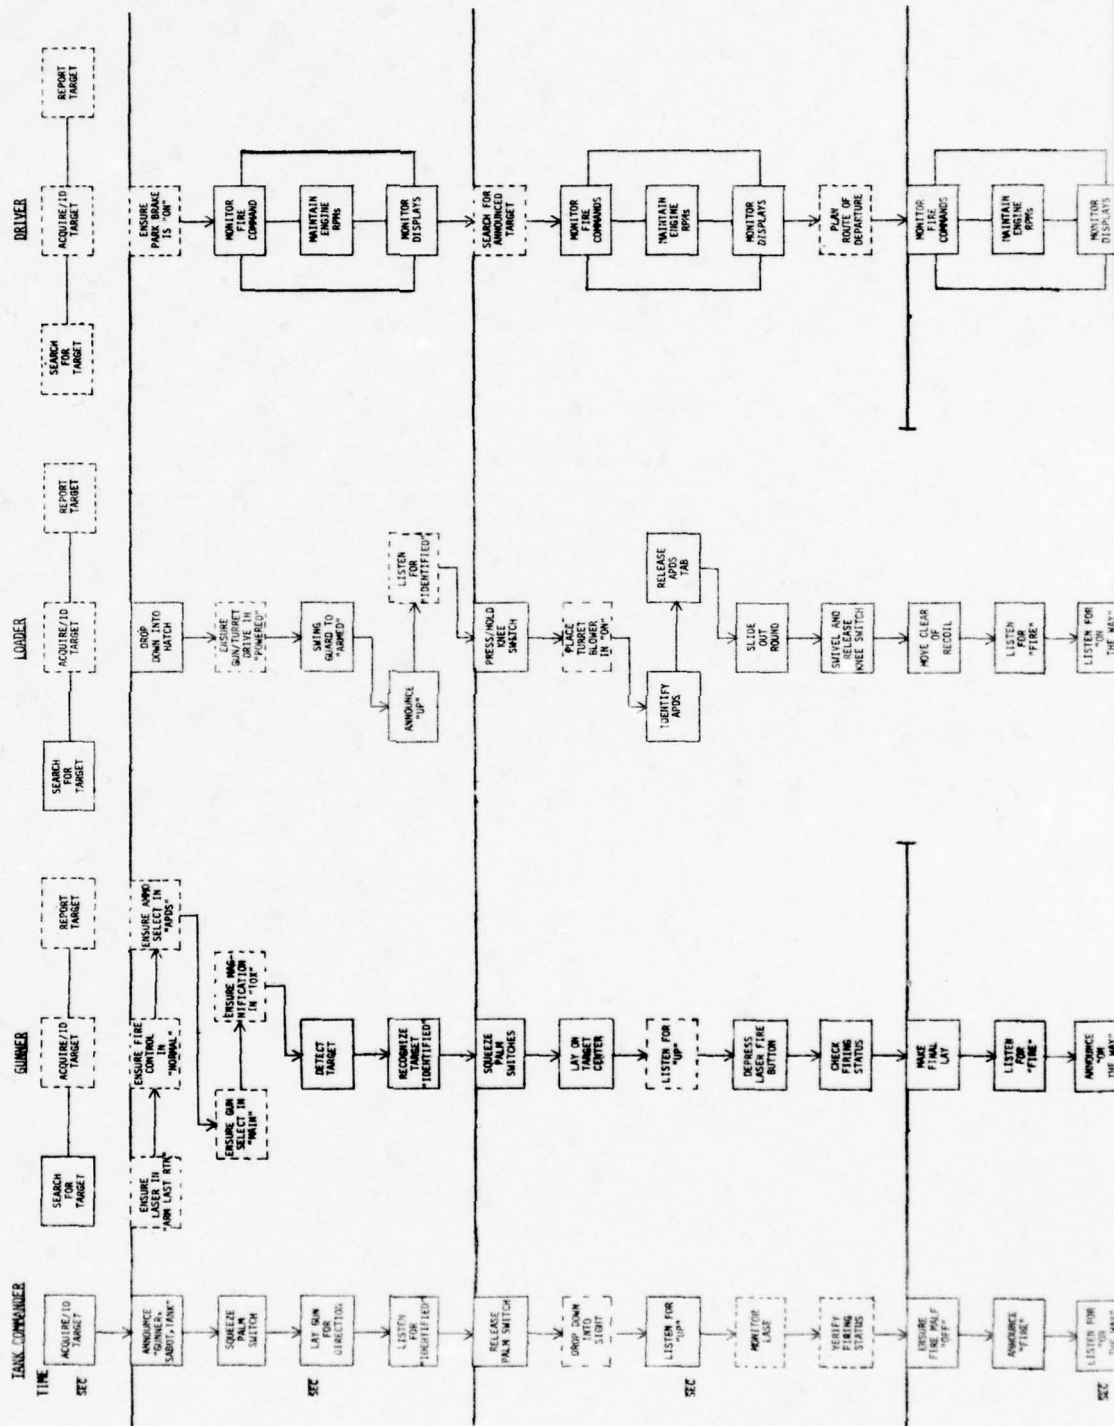 TANK COMMANDER
GUNNER
LOADER
DRIVER
TIME
SEC
ACQUIRE/ID
TARGET
SEARCH
FOR
TARGET
ACQUIRE/ID
TARGET
REPORT
TARGET
SEARCH
FOR
TARGET
ACQUIRE/ID
TARGET
REPORT
TARGET
SEARCH
FOR
TARGET
ACQUIRE/ID
TARGET
REPORT
TARGET
ANNOUNCE
"GUNNER,
SABOT, TANK"
ENSURE
LASER IN
"ARM LAST RTN"
ENSURE FIRE
CONTROL
IN
"NORMAL"
ENSURE AMMO
SELECT IN
"APDS"
DROP
DOWN INTO
HATCH
ENSURE
PARK BRAKE
IS "ON"
SQUEEZE
PALM
SWITCH
ENSURE GUN
SELECT IN
"MAIN"
ENSURE MAG-
NIFICATION
IN "10X"
ENSURE
GUN/TURRET
DRIVE IN
"POWERED"
MONITOR
FIRE
COMMAND
SEC
LAY GUN
FOR
DIRECTION
DETECT
TARGET
SWING
GUARD TO
"ARMED"
MAINTAIN
ENGINE
RPMs
LISTEN
FOR
"IDENTIFIED"
RECOGNIZE
TARGET
"IDENTIFIED"
ANNOUNCE
"UP"
LISTEN
FOR
"IDENTIFIED"
MONITOR
DISPLAYS
RELEASE
PALM SWITCH
SQUEEZE
PALM
SWITCHES
PRESS/HOLD
KNEE
SWITCH
SEARCH FOR
ANNOUNCED
TARGET
DROP DOWN
INTO
SIGHT
LAY ON
TARGET
CENTER
PLACE
TURRET
BLOWER
IN "ON"
MONITOR
FIRE
COMMANDS
SEC
LISTEN FOR
"UP"
LISTEN FOR
"UP"
IDENTIFY
APDS
RELEASE
APDS
TAB
MAINTAIN
ENGINE
RPMs
MONITOR
LASE
DEPRESS
LASER FIRE
BUTTON
SLIDE
OUT
ROUND
MONITOR
DISPLAYS
VERIFY
FIRING
STATUS
CHECK
FIRING
STATUS
SWIVEL AND
RELEASE
KNEE SWITCH
PLAY
ROUTE OF
DEPARTURE
ENSURE
FIRE MALF
"OFF"
MAKE
FINAL
LAY
MOVE CLEAR
OF
RECOIL
MONITOR
FIRE
COMMANDS
ANNOUNCE
"FIRE"
LISTEN
FOR
"FIRE"
LISTEN
FOR
"FIRE"
MAINTAIN
ENGINE
RPMs
SEC
LISTEN FOR
"ON
THE WAY"
ANNOUNCE
"ON
THE WAY"
LISTEN FOR
"ON
THE WAY"
MONITOR
DISPLAYS